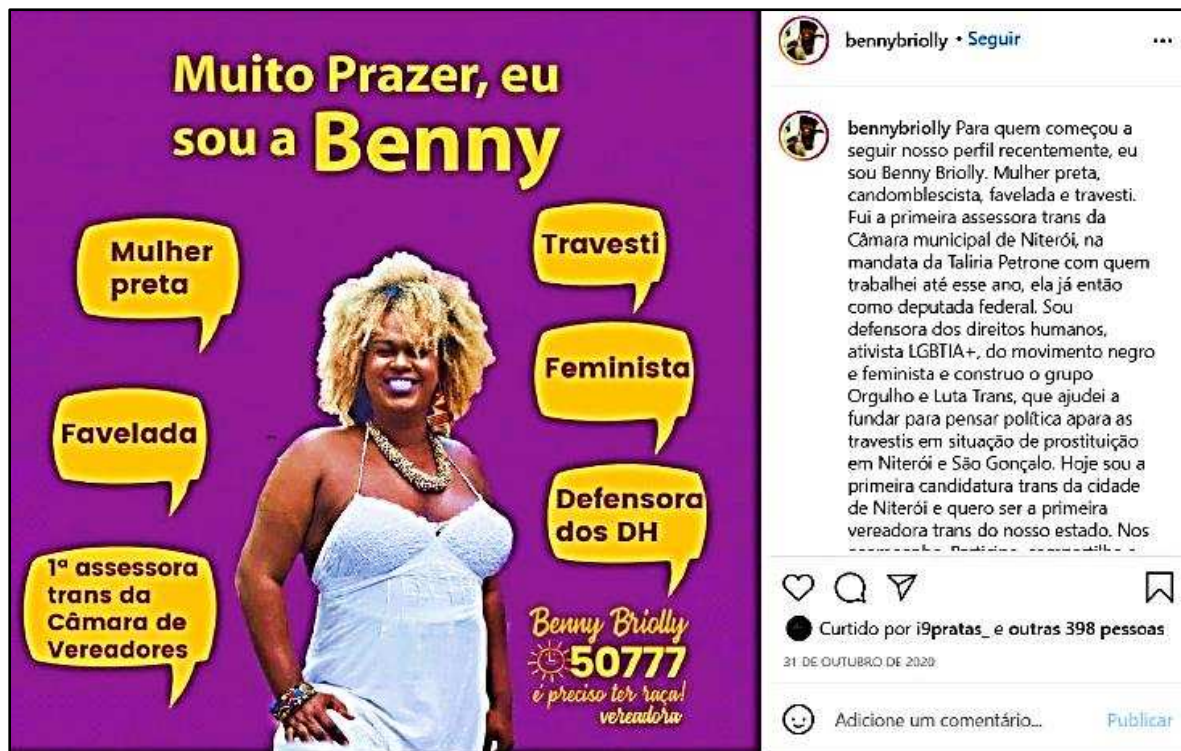 Muito Prazer, eu
sou a Benny
Mulher
preta
Favelada
1ª assessora
trans da
Câmara de
Vereadores
Travesti
Feminista
Defensora
dos DH
Benny Briolly
50777
é preciso ter raça!
vereadora
bennybriolly • Seguir
bennybriolly Para quem começou a
seguir nosso perfil recentemente, eu
sou Benny Briolly. Mulher preta,
candomblescista, favelada e travesti.
Fui a primeira assessora trans da
Câmara municipal de Niterói, na
mandata da Taliria Petrone com quem
trabalhei até esse ano, ela já então
como deputada federal. Sou
defensora dos direitos humanos,
ativista LGBTIA+, do movimento negro
e feminista e construo o grupo
Orgulho e Luta Trans, que ajudei a
fundar para pensar política apara as
travestis em situação de prostituição
em Niterói e São Gonçalo. Hoje sou a
primeira candidatura trans da cidade
de Niterói e quero ser a primeira
vereadora trans do nosso estado. Nos
Curtido por i9pratas_ e outras 398 pessoas
31 DE OUTUBRO DE 2020
Adicione um comentário... Publicar